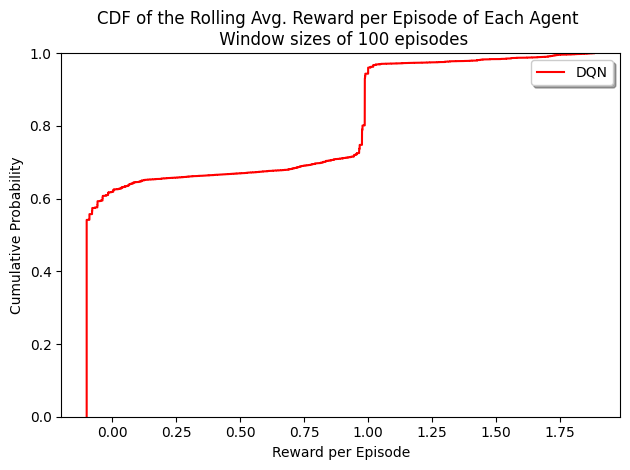 CDF of the Rolling Avg. Reward per Episode of Each Agent
Window sizes of 100 episodes
DQN
1.0
0.8
0.6
0.4
0.2
0.0
Cumulative Probability
0.00 0.25 0.50 0.75 1.00 1.25 1.50 1.75
Reward per Episode